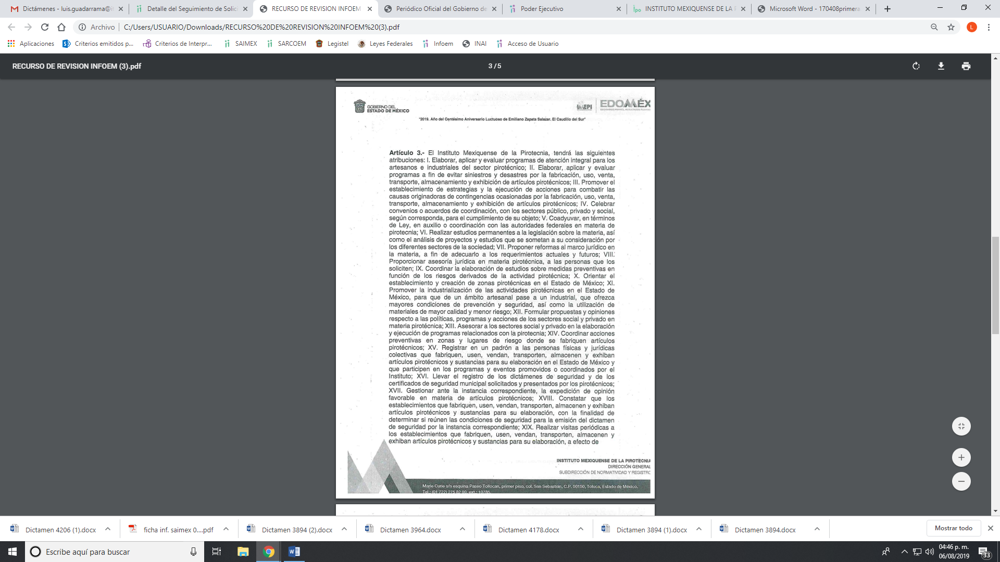 Dictámenes - luis.guadarrama@i
Detalle del Seguimiento de Solici
RECURSO DE REVISION INFOEM
Periódico Oficial del Gobierno de
Poder Ejecutivo
INSTITUTO MEXIQUENSE DE LA P
Microsoft Word - 170408primera
Archivo
C:/Users/USUARIO/Downloads/RECURSO%20DE%20REVISION%20INFOEM%20(3).pdf
L
Aplicaciones
Criterios emitidos p...
Criterios de Interpr...
SAIMEX
SARCOEM
Legistel
Leyes Federales
Infoem
INAI
Acceso de Usuario
RECURSO DE REVISION INFOEM (3).pdf
3 / 5
GOBIERNO DEL
ESTADO DE MÉXICO
IMEPI
EDOMÉX
"2019. Año del Centésimo Aniversario Luctuoso de Emiliano Zapata Salazar. El Caudillo del Sur"
Artículo 3.- El Instituto Mexiquense de la Pirotecnia, tendrá las siguientes
atribuciones: I. Elaborar, aplicar y evaluar programas de atención integral para los
artesanos e industriales del sector pirotécnico; II. Elaborar, aplicar y evaluar
programas a fin de evitar siniestros y desastres por la fabricación, uso, venta,
transporte, almacenamiento y exhibición de artículos pirotécnicos; III. Promover el
establecimiento de estrategias y la ejecución de acciones para combatir las
causas originadoras de contingencias ocasionadas por la fabricación, uso, venta,
transporte, almacenamiento y exhibición de artículos pirotécnicos; IV. Celebrar
convenios o acuerdos de coordinación, con los sectores público, privado y social,
según corresponda, para el cumplimiento de su objeto; V. Coadyuvar, en términos
de Ley, en auxilio o coordinación con las autoridades federales en materia de
pirotecnia; VI. Realizar estudios permanentes a la legislación sobre la materia, así
como el análisis de proyectos y estudios que se sometan a su consideración por
los diferentes sectores de la sociedad; VII. Proponer reformas al marco jurídico en
la materia, a fin de adecuarlo a los requerimientos actuales y futuros; VIII.
Proporcionar asesoría jurídica en materia pirotécnica, a las personas que los
soliciten; IX. Coordinar la elaboración de estudios sobre medidas preventivas en
función de los riesgos derivados de la actividad pirotécnica; X. Orientar el
establecimiento y creación de zonas pirotécnicas en el Estado de México; XI.
Promover la industrialización de las actividades pirotécnicas en el Estado de
México, para que de un ámbito artesanal pase a un industrial, que ofrezca
mayores condiciones de prevención y seguridad, así como la utilización de
materiales de mayor calidad y menor riesgo; XII. Formular propuestas y opiniones
respecto a las políticas, programas y acciones de los sectores social y privado en
materia pirotécnica; XIII. Asesorar a los sectores social y privado en la elaboración
y ejecución de programas relacionados con la pirotecnia; XIV. Coordinar acciones
preventivas en zonas y lugares de riesgo donde se fabriquen artículos
pirotécnicos; XV. Registrar en un padrón a las personas físicas y jurídicas
colectivas que fabriquen, usen, vendan, transporten, almacenen y exhiban
artículos pirotécnicos y sustancias para su elaboración en el Estado de México y
que participen en los programas y eventos promovidos o coordinados por el
Instituto; XVI. Llevar el registro de los dictámenes de seguridad y de los
certificados de seguridad municipal solicitados y presentados por los pirotécnicos;
XVII. Gestionar ante la instancia correspondiente, la expedición de opinión
favorable en materia de artículos pirotécnicos; XVIII. Constatar que los
establecimientos que fabriquen, usen, vendan, transporten, almacenen y exhiban
artículos pirotécnicos y sustancias para su elaboración, con la finalidad de
determinar si reúnen las condiciones de seguridad para la emisión del dictamen
de seguridad por la instancia correspondiente; XIX. Realizar visitas periódicas a
los establecimientos que fabriquen, usen, vendan, transporten, almacenen y
exhiban artículos pirotécnicos y sustancias para su elaboración, a efecto de
INSTITUTO MEXIQUENSE DE LA PIROTECNIA
DIRECCIÓN GENERAL
SUBDIRECCIÓN DE NORMATIVIDAD Y REGISTRO
Marie Curie s/n esquina Paseo Tollocan, primer piso, col. San Sebastián, C.P. 50150, Toluca, Estado de México.
Tel.: (01 722) 275 82 00, ext.: 10785.
Dictamen 4206 (1).docx
ficha inf. saimex 0....pdf
Dictamen 3894 (2).docx
Dictamen 3964.docx
Dictamen 4178.docx
Dictamen 3894 (1).docx
Dictamen 3894.docx
Mostrar todo
Escribe aquí para buscar
04:46 p. m.
06/08/2019
33